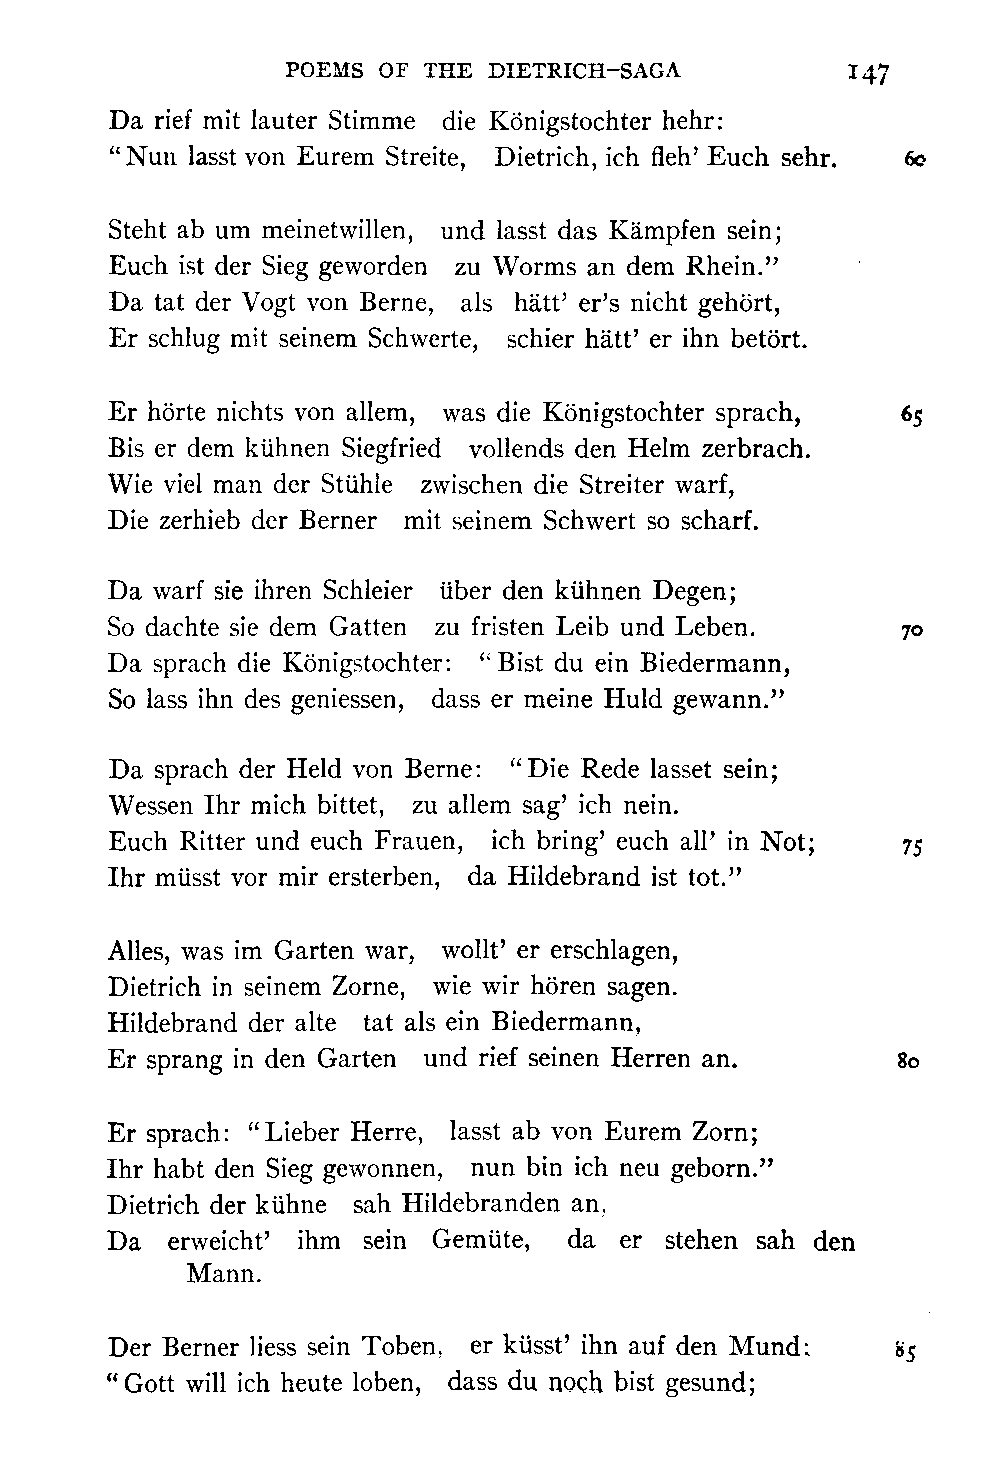 POEMS OF THE DIETRICH-SAGA 147
Da rief mit lauter Stimme die Königstochter hehr:
“Nun lasst von Eurem Streite, Dietrich, ich fleh’ Euch sehr. 60
Steht ab um meinetwillen, und lasst das Kämpfen sein;
Euch ist der Sieg geworden zu Worms an dem Rhein.”
Da tat der Vogt von Berne, als hätt’ er’s nicht gehört,
Er schlug mit seinem Schwerte, schier hätt’ er ihn betört.
Er hörte nichts von allem, was die Königstochter sprach, 65
Bis er dem kühnen Siegfried vollends den Helm zerbrach.
Wie viel man der Stühle zwischen die Streiter warf,
Die zerhieb der Berner mit seinem Schwert so scharf.
Da warf sie ihren Schleier über den kühnen Degen;
So dachte sie dem Gatten zu fristen Leib und Leben. 70
Da sprach die Königstochter: “Bist du ein Biedermann,
So lass ihn des geniessen, dass er meine Huld gewann.”
Da sprach der Held von Berne: “Die Rede lasset sein;
Wessen Ihr mich bittet, zu allem sag’ ich nein.
Euch Ritter und euch Frauen, ich bring’ euch all’ in Not; 75
Ihr müsst vor mir ersterben, da Hildebrand ist tot.”
Alles, was im Garten war, wollt’ er erschlagen,
Dietrich in seinem Zorne, wie wir hören sagen.
Hildebrand der alte tat als ein Biedermann,
Er sprang in den Garten und rief seinen Herren an. 80
Er sprach: “Lieber Herre, lasst ab von Eurem Zorn;
Ihr habt den Sieg gewonnen, nun bin ich neu geborn.”
Dietrich der kühne sah Hildebranden an,
Da erweicht’ ihm sein Gemüte, da er stehen sah den
Mann.
Der Berner liess sein Toben, er küsst’ ihn auf den Mund: 85
“Gott will ich heute loben, dass du noch bist gesund;